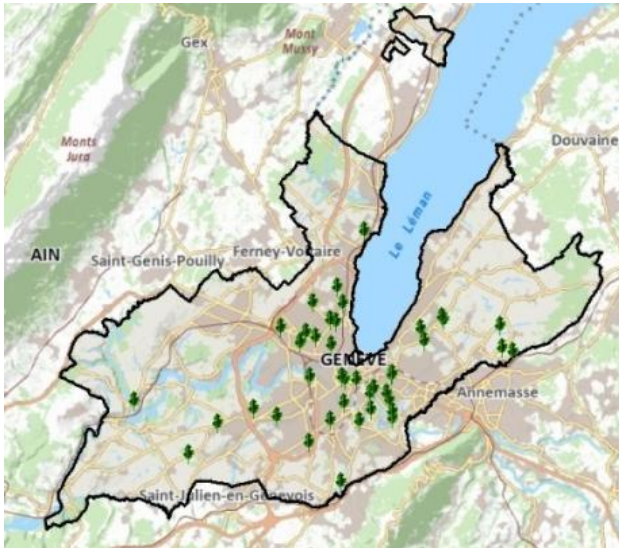 Gex
Mont
Mussy
Douvaine
Monts
Jura
Le Léman
AIN
Ferney-Voltaire
Saint-Genis-Pouilly
GENÈVE
Annemasse
Saint-Julien-en-Genevois